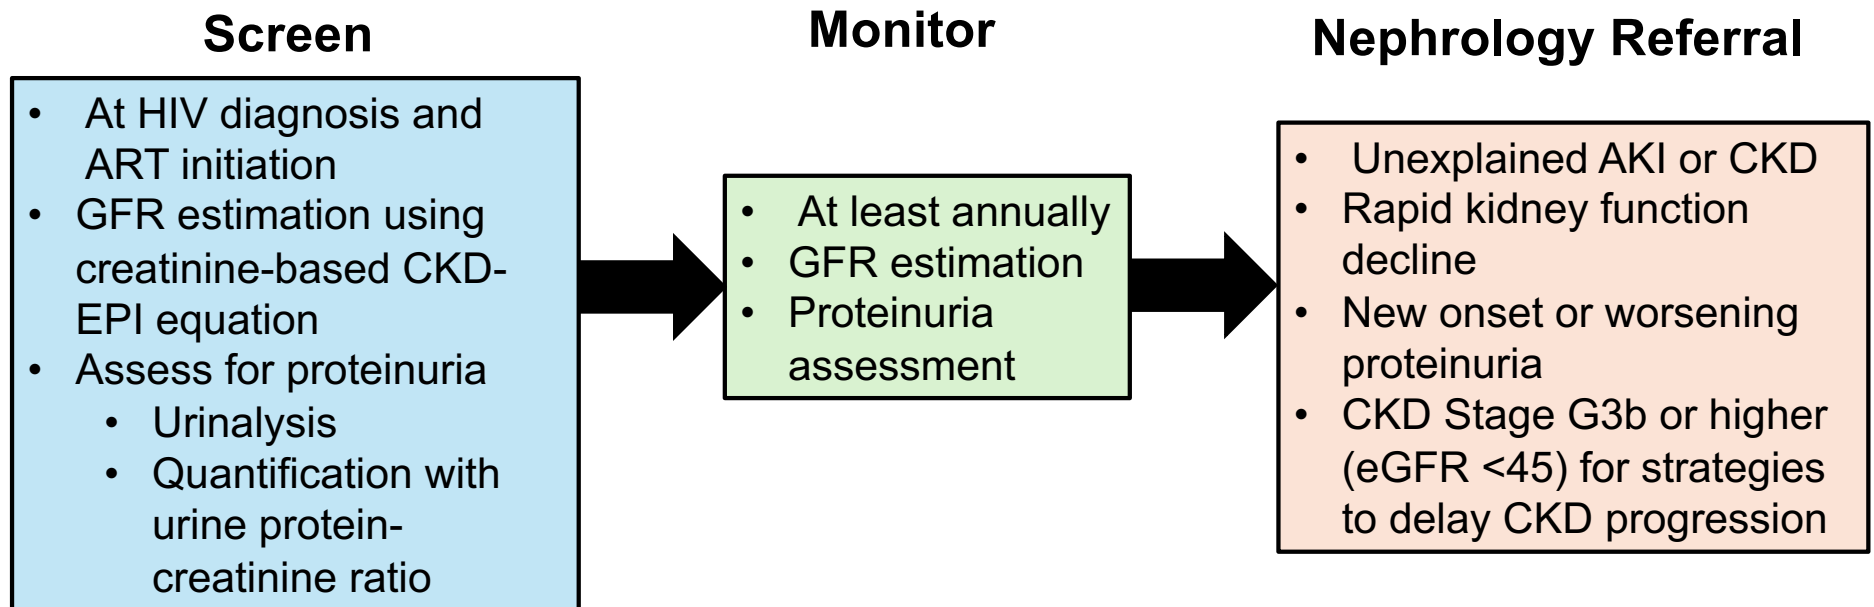 Screen
• At HIV diagnosis and
ART initiation
• GFR estimation using
creatinine-based CKD-
EPI equation
• Assess for proteinuria
• Urinalysis
• Quantification with
urine protein-
creatinine ratio
Monitor
• At least annually
• GFR estimation
• Proteinuria
assessment
Nephrology Referral
• Unexplained AKI or CKD
• Rapid kidney function
decline
• New onset or worsening
proteinuria
• CKD Stage G3b or higher
(eGFR <45) for strategies
to delay CKD progression